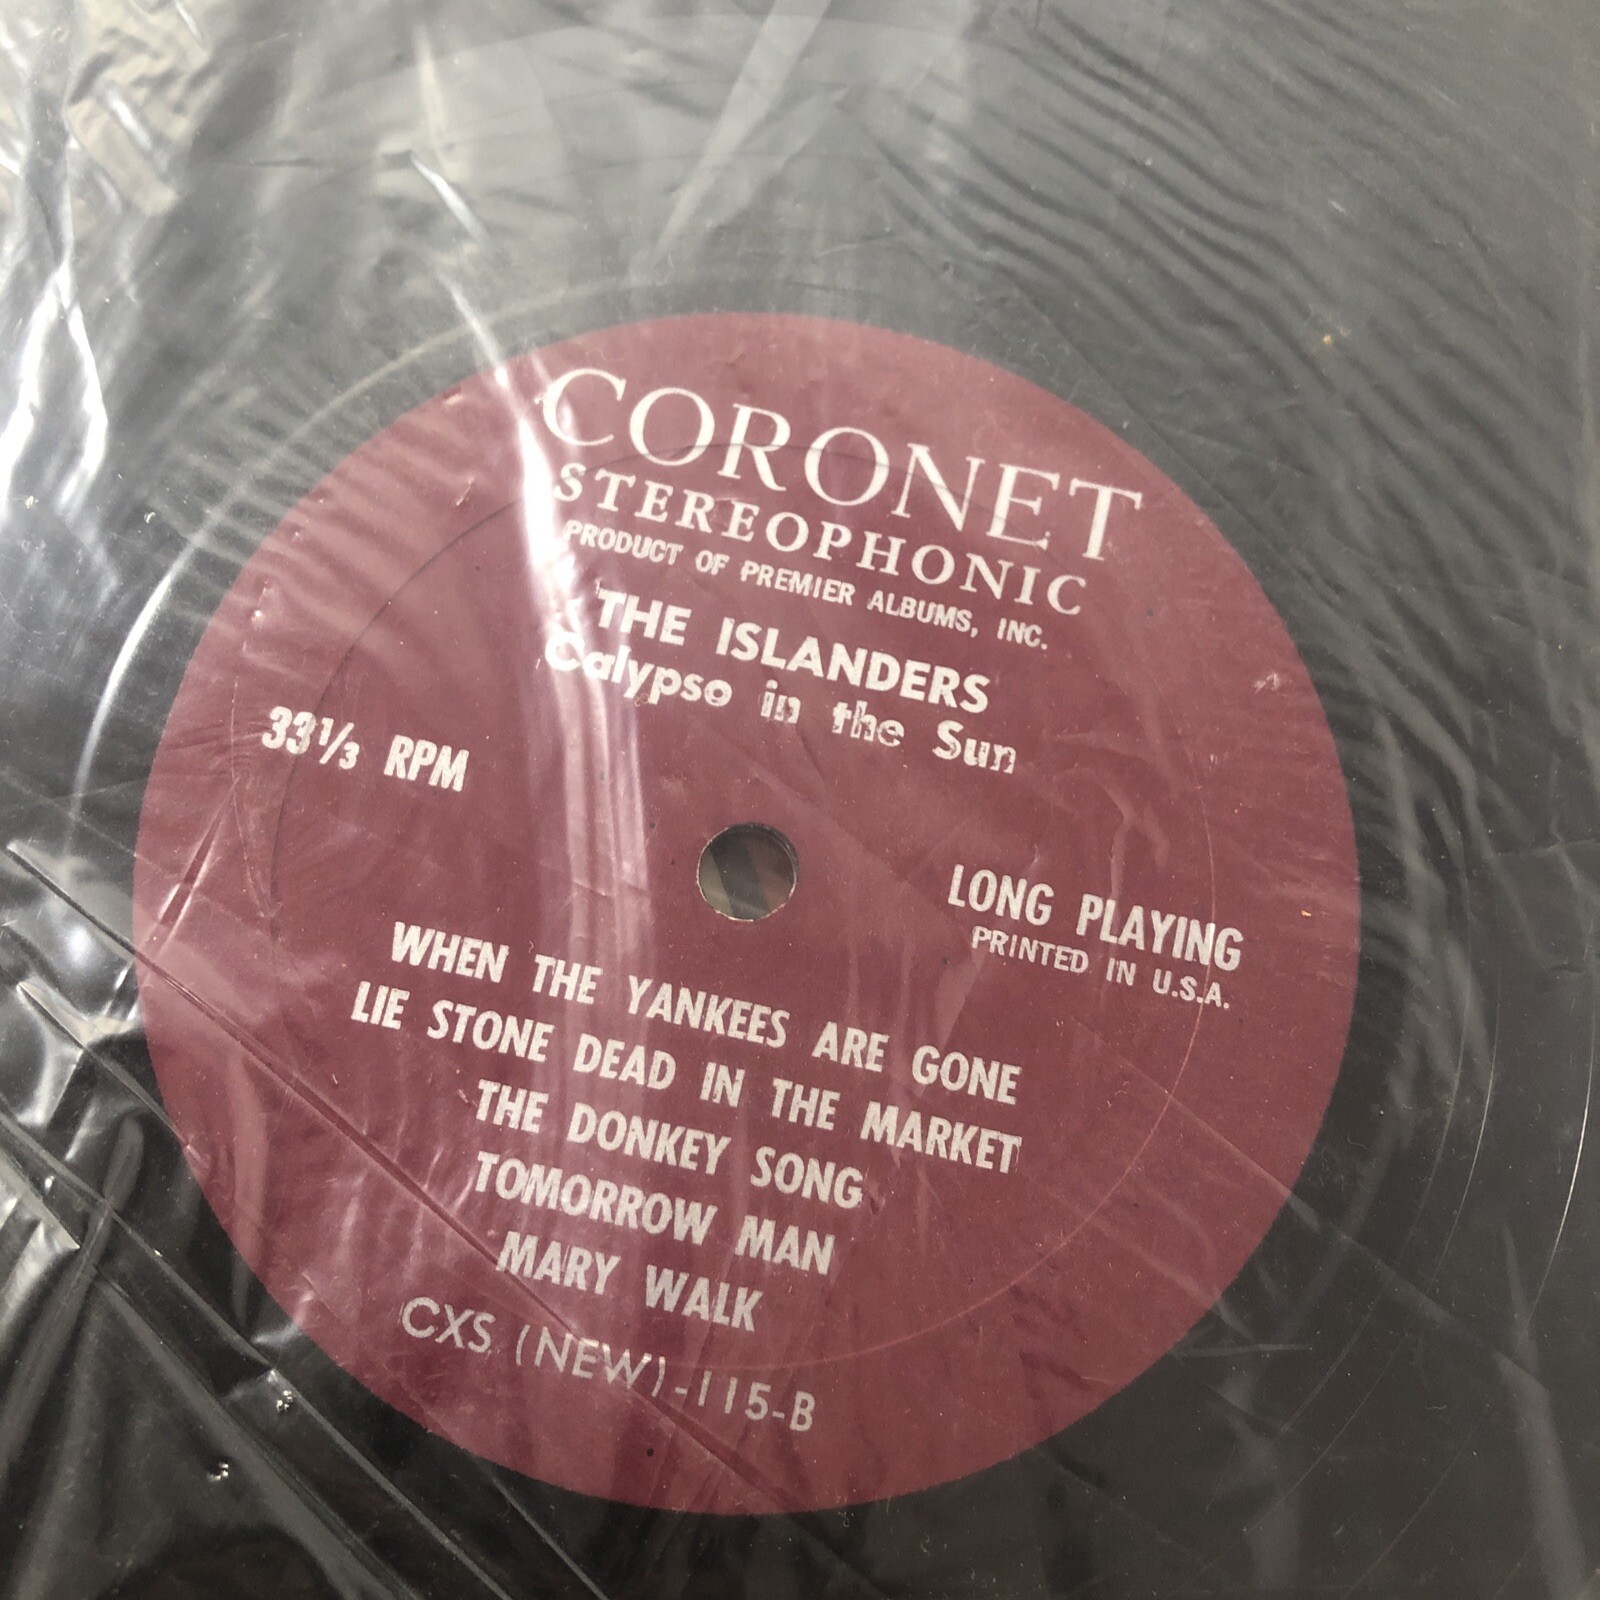 CORONET
STEREOPHONIC
PRODUCT OF PREMIER ALBUMS, INC.
THE ISLANDERS
Calypso in the Sun
33⅓ RPM
LONG PLAYING
PRINTED IN U.S.A.
WHEN THE YANKEES ARE GONE
LIE STONE DEAD IN THE MARKET
THE DONKEY SONG
TOMORROW MAN
MARY WALK
CXS (NEW)-115-B